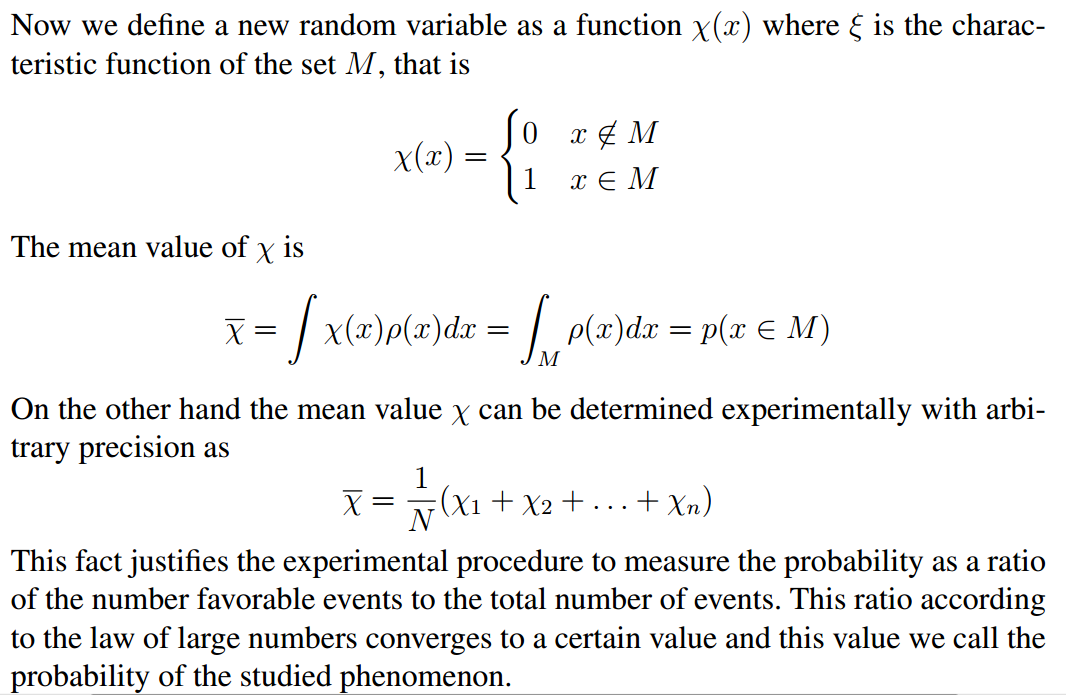 Now we define a new random variable as a function χ(x) where ξ is the charac-
teristic function of the set M, that is
χ(x) = {0 x ∉ M
1 x ∈ M
The mean value of χ is
χ̅ = ∫ χ(x)ρ(x)dx = ∫_M ρ(x)dx = p(x ∈ M)
On the other hand the mean value χ can be determined experimentally with arbi-
trary precision as
χ̅ = 1/N (χ₁ + χ₂ + . . . + χₙ)
This fact justifies the experimental procedure to measure the probability as a ratio
of the number favorable events to the total number of events. This ratio according
to the law of large numbers converges to a certain value and this value we call the
probability of the studied phenomenon.